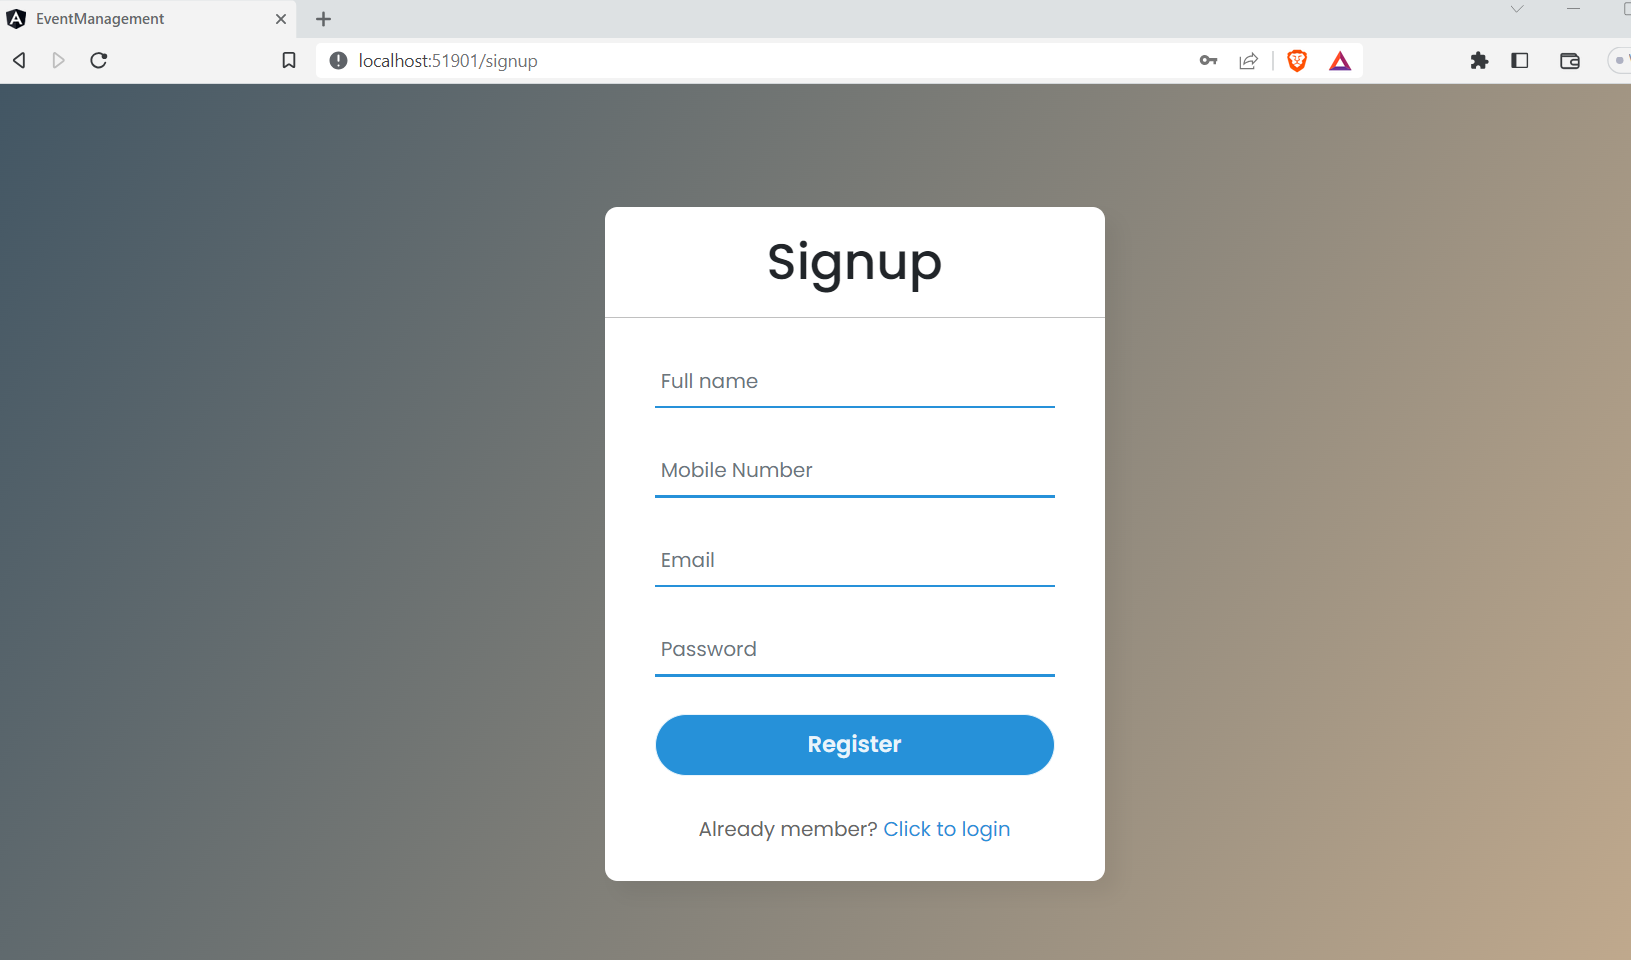 EventManagement
localhost:51901/signup
Signup
Full name
Mobile Number
Email
Password
Register
Already member? Click to login